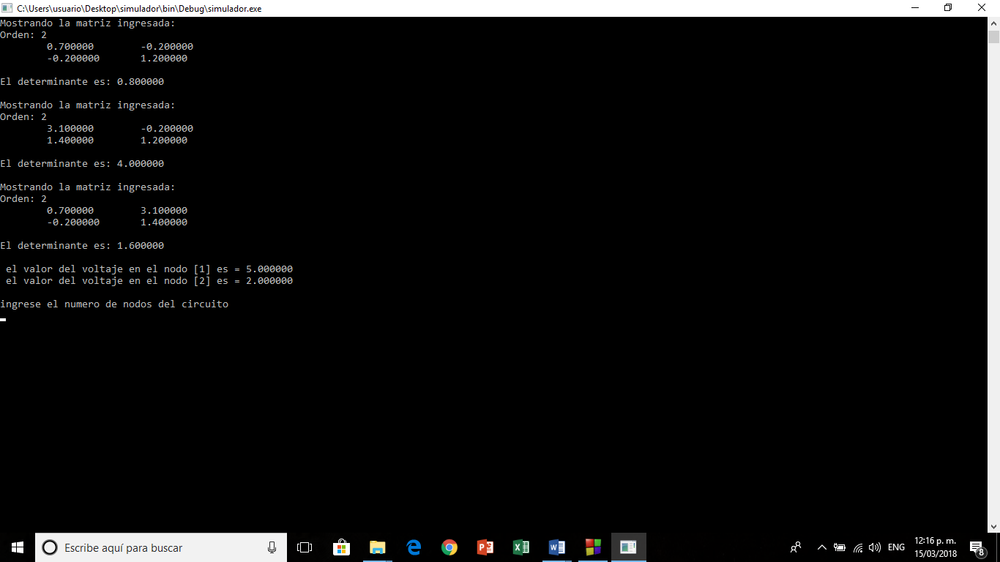 C:\Users\usuario\Desktop\simulador\bin\Debug\simulador.exe
Mostrando la matriz ingresada:
Orden: 2
0.700000 -0.200000
-0.200000 1.200000
El determinante es: 0.800000
Mostrando la matriz ingresada:
Orden: 2
3.100000 -0.200000
1.400000 1.200000
El determinante es: 4.000000
Mostrando la matriz ingresada:
Orden: 2
0.700000 3.100000
-0.200000 1.400000
El determinante es: 1.600000
el valor del voltaje en el nodo [1] es = 5.000000
el valor del voltaje en el nodo [2] es = 2.000000
ingrese el numero de nodos del circuito
Escribe aquí para buscar
ENG
12:16 p. m.
15/03/2018
8